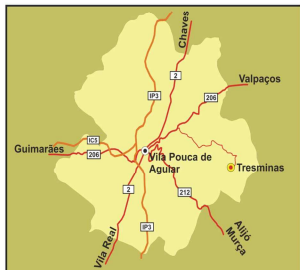 Chaves
2
IP3
Valpaços
206
IC5
Guimarães
206
Vila Pouca de
Aguiar
Tresminas
2
212
Vila Real
IP3
Alijó
Murça